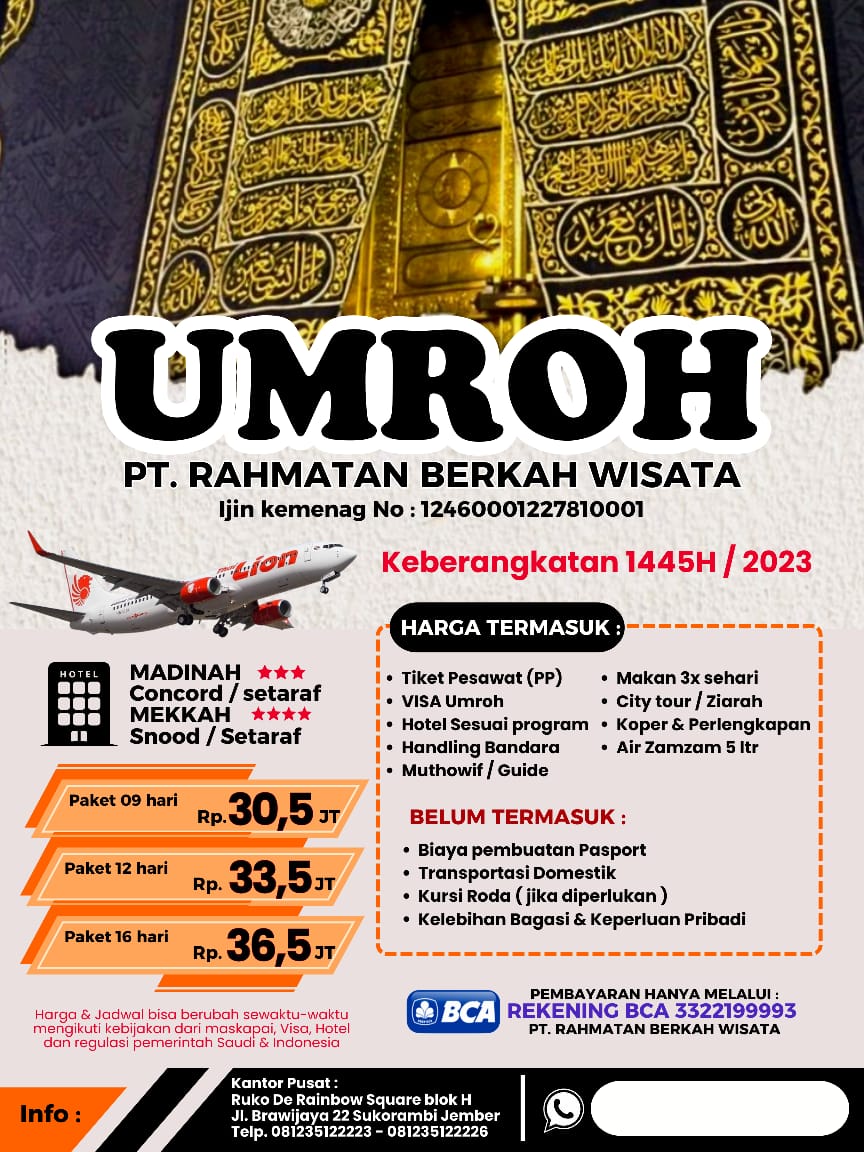 UMROH
PT. RAHMATAN BERKAH WISATA
Ijin kemenag No : 12460001227810001
Lion
Keberangkatan 1445H / 2023
HOTEL
MADINAH
Concord / setaraf
MEKKAH
Snood / Setaraf
Paket 09 hari Rp. 30,5 JT
Paket 12 hari Rp. 33,5 JT
Paket 16 hari Rp. 36,5 JT
Harga & Jadwal bisa berubah sewaktu-waktu
mengikuti kebijakan dari maskapai, Visa, Hotel
dan regulasi pemerintah Saudi & Indonesia
HARGA TERMASUK :
• Tiket Pesawat (PP)
• VISA Umroh
• Hotel Sesuai program
• Handling Bandara
• Muthowif / Guide
• Makan 3x sehari
• City tour / Ziarah
• Koper & Perlengkapan
• Air Zamzam 5 ltr
BELUM TERMASUK :
• Biaya pembuatan Pasport
• Transportasi Domestik
• Kursi Roda ( jika diperlukan )
• Kelebihan Bagasi & Keperluan Pribadi
BCA
PEMBAYARAN HANYA MELALUI :
REKENING BCA 3322199993
PT. RAHMATAN BERKAH WISATA
Info :
Kantor Pusat :
Ruko De Rainbow Square blok H
Jl. Brawijaya 22 Sukorambi Jember
Telp. 081235122223 - 081235122226